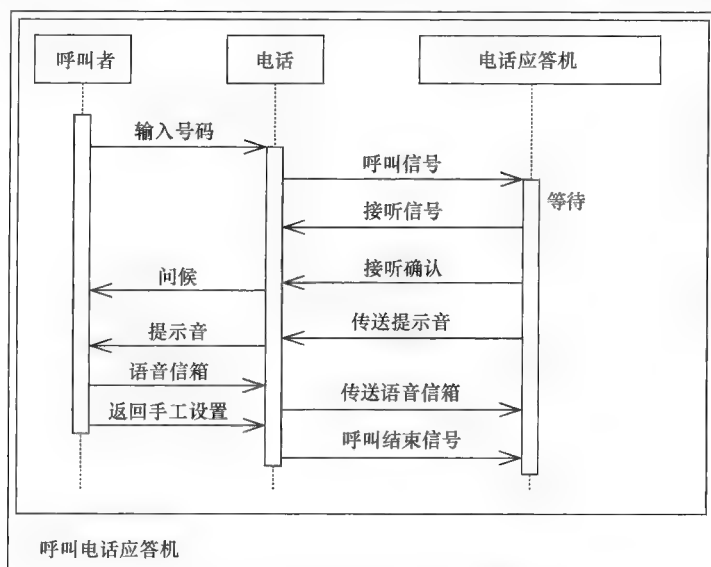 呼叫者
电话
电话应答机
输入号码
呼叫信号
等待
接听信号
接听确认
问候
传送提示音
提示音
语音信箱
传送语音信箱
返回手工设置
呼叫结束信号
呼叫电话应答机